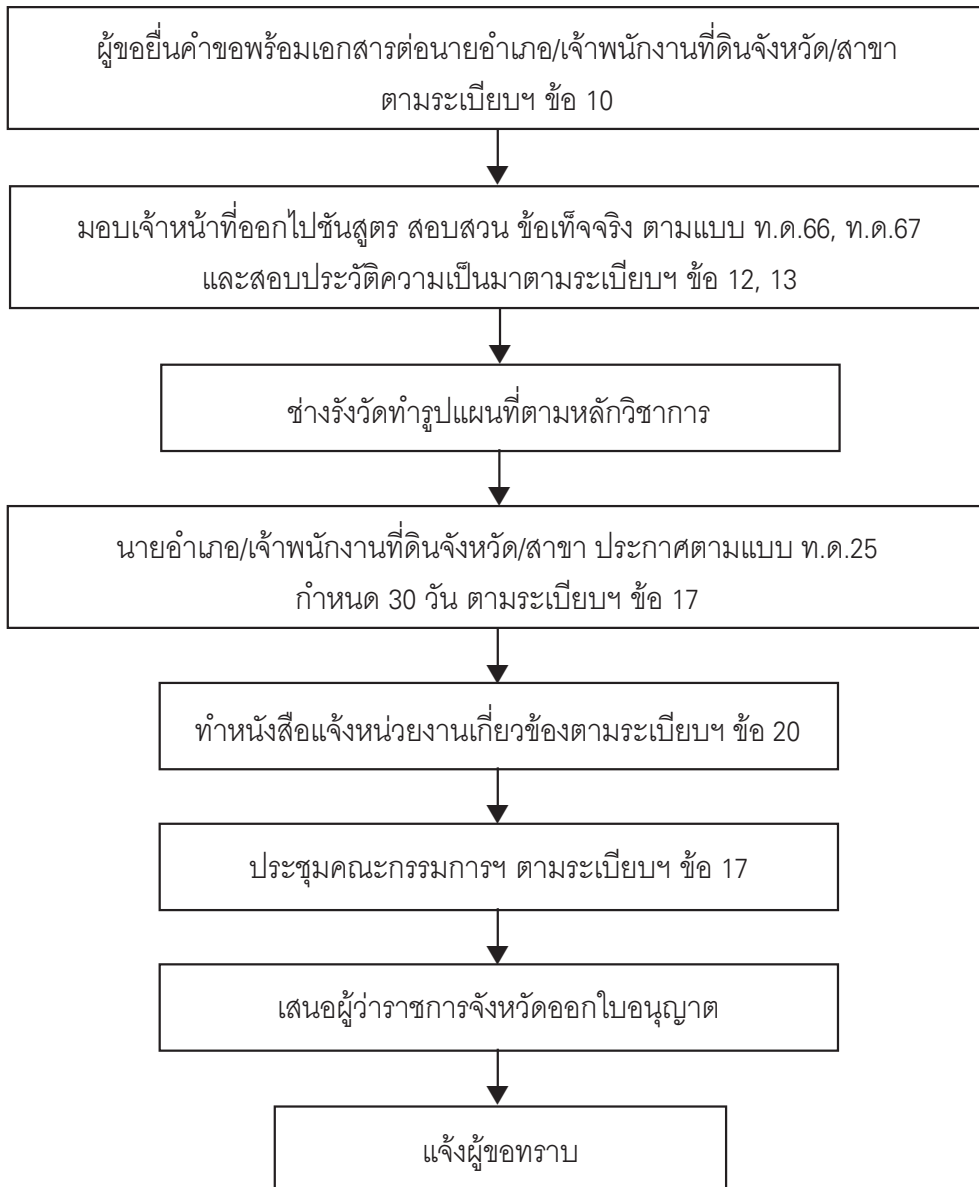 ผู้ขอยื่นคำขอพร้อมเอกสารต่อนายอำเภอ/เจ้าพนักงานที่ดินจังหวัด/สาขา
ตามระเบียบฯ ข้อ 10
มอบเจ้าหน้าที่ออกไปชันสูตร สอบสวน ข้อเท็จจริง ตามแบบ ท.ด.66, ท.ด.67
และสอบประวัติความเป็นมาตามระเบียบฯ ข้อ 12, 13
ช่างรังวัดทำรูปแผนที่ตามหลักวิชาการ
นายอำเภอ/เจ้าพนักงานที่ดินจังหวัด/สาขา ประกาศตามแบบ ท.ด.25
กำหนด 30 วัน ตามระเบียบฯ ข้อ 17
ทำหนังสือแจ้งหน่วยงานเกี่ยวข้องตามระเบียบฯ ข้อ 20
ประชุมคณะกรรมการฯ ตามระเบียบฯ ข้อ 17
เสนอผู้ว่าราชการจังหวัดออกใบอนุญาต
แจ้งผู้ขอทราบ